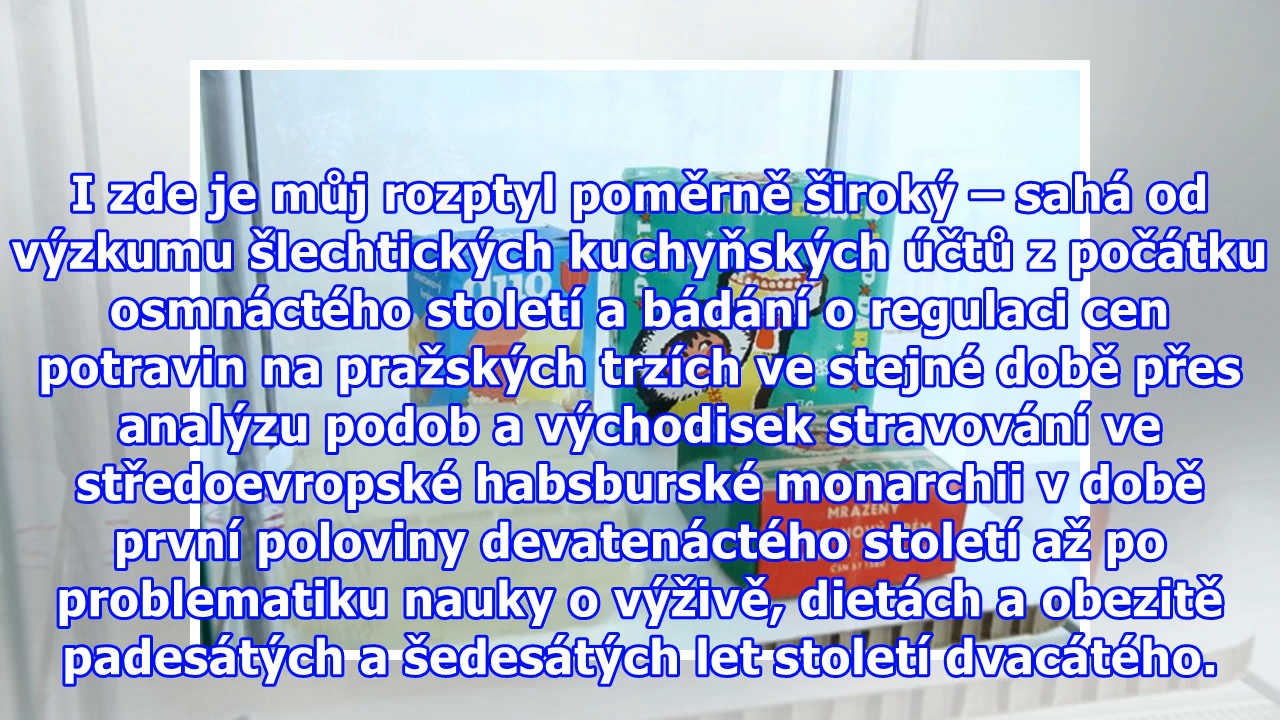 I zde je můj rozptyl poměrně široký – sahá od
výzkumu šlechtických kuchyňských účtů z počátku
osmnáctého století a bádání o regulaci cen
potravin na pražských trzích ve stejné době přes
analýzu podob a východisek stravování ve
středoevropské habsburské monarchii v době
první poloviny devatenáctého století až po
problematiku nauky o výživě, dietách a obezitě
padesátých a šedesátých let století dvacátého.
MRAŽENÝ